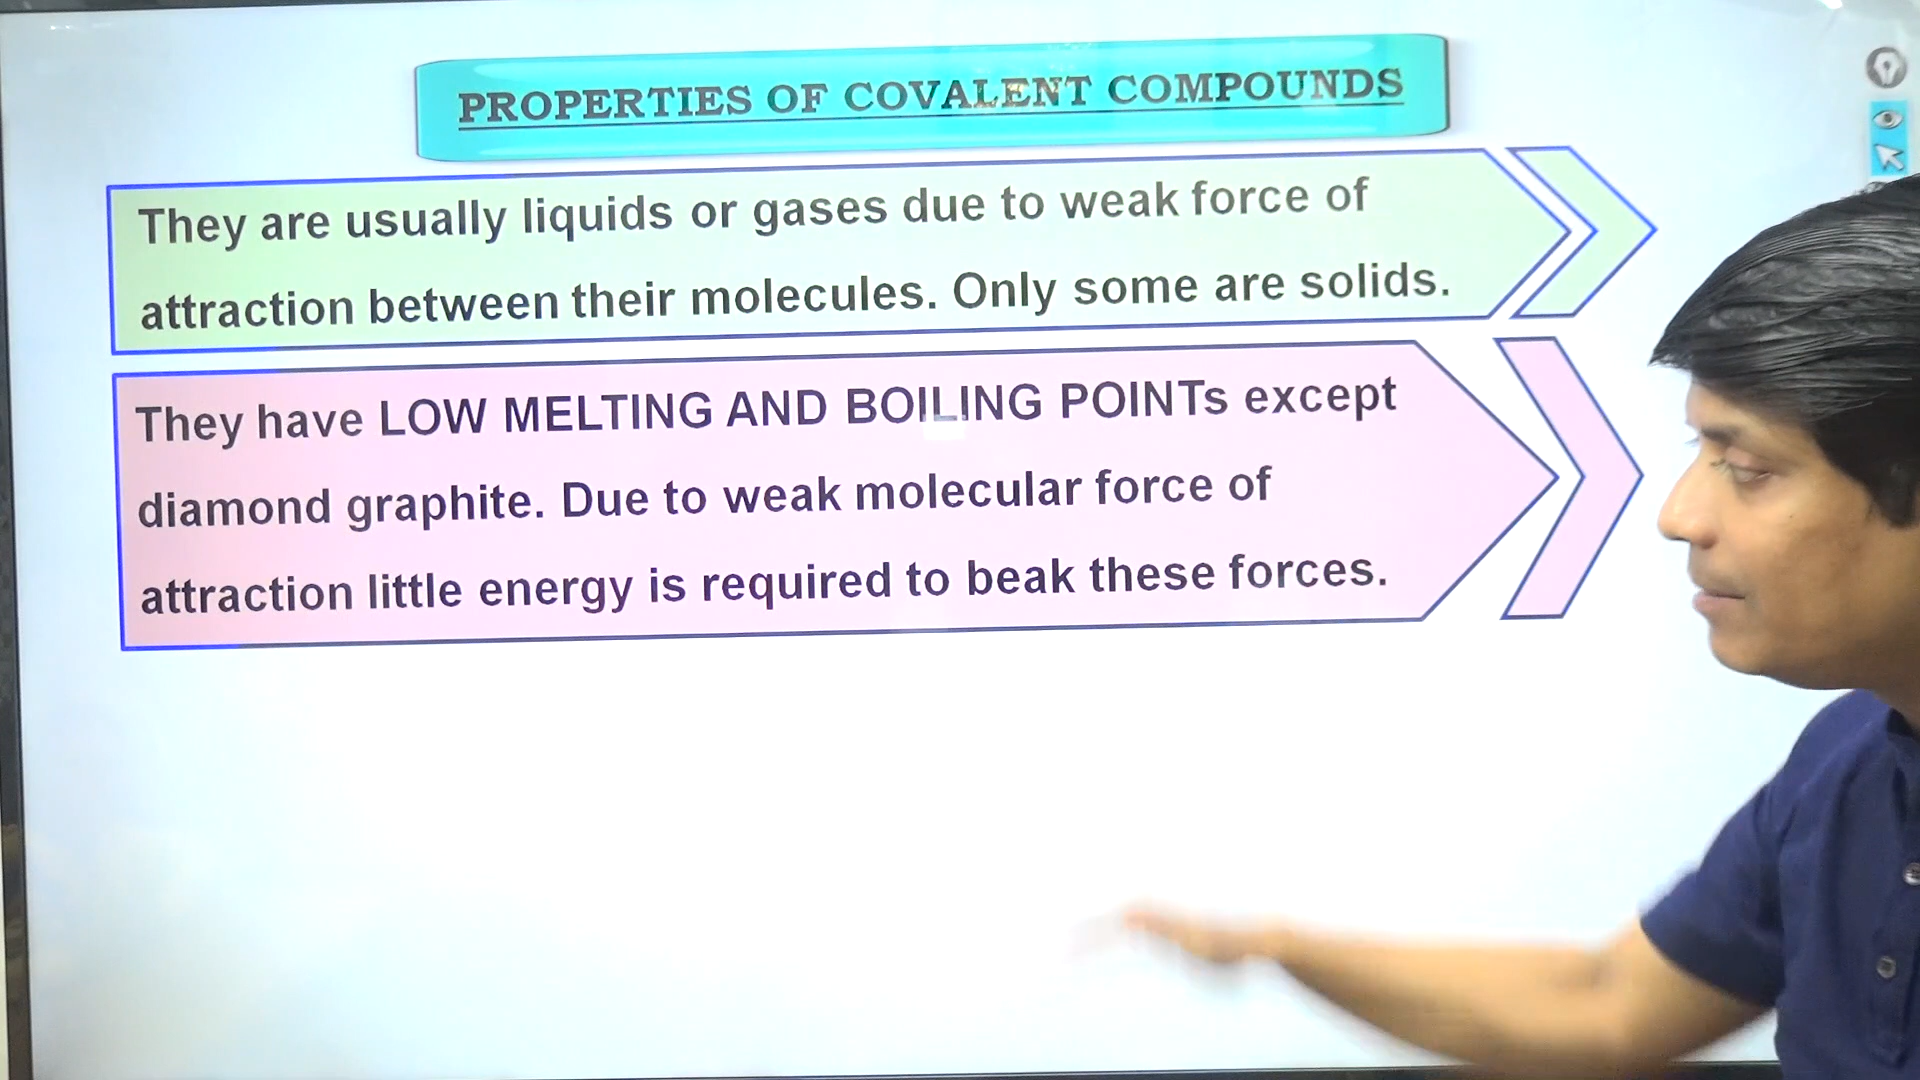 PROPERTIES OF COVALENT COMPOUNDS
They are usually liquids or gases due to weak force of
attraction between their molecules. Only some are solids.
They have LOW MELTING AND BOILING POINTs except
diamond graphite. Due to weak molecular force of
attraction little energy is required to beak these forces.